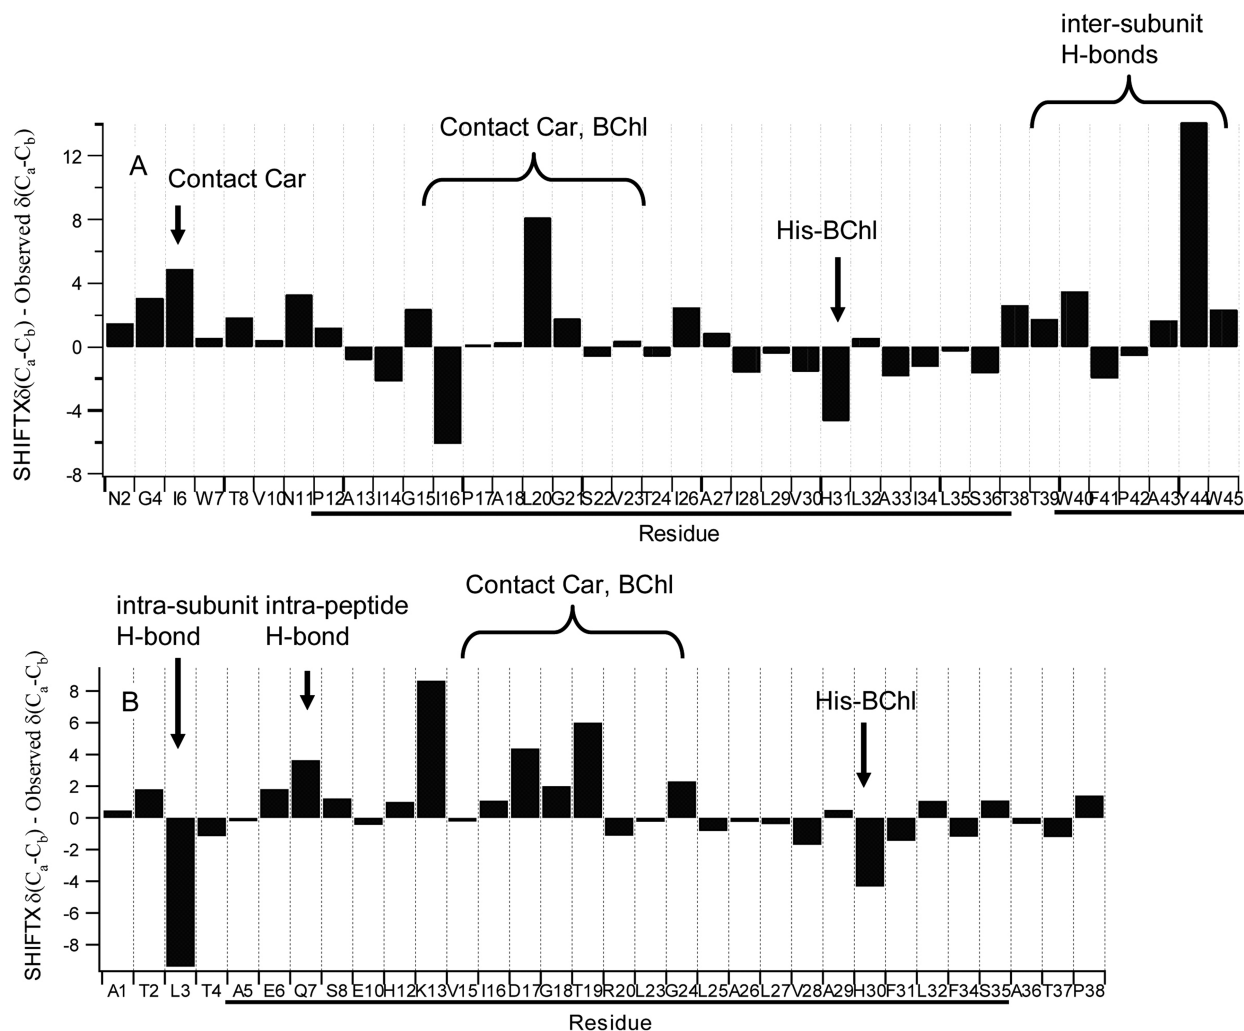 inter-subunit
H-bonds
Contact Car, BChl
A
Contact Car
His-BChl
SHIFTXδ(Ca-Cb) - Observed δ(Ca-Cb)
12
8
4
0
-4
-8
N2 G4 I6 W7 T8 V10 N11 P12 A13 I14 G15 I16 P17 A18 L20 G21 S22 V23 T24 I26 A27 I28 L29 V30 H31 L32 A33 I34 L35 S36 T38 T39 W40 F41 P42 A43 Y44 W45
Residue
Contact Car, BChl
intra-subunit intra-peptide
H-bond H-bond
B
His-BChl
SHIFTX δ(Ca-Cb) - Observed δ(Ca-Cb)
8
6
4
2
0
-2
-4
-6
-8
A1 T2 L3 T4 A5 E6 Q7 S8 E10 H12 K13 V15 I16 D17 G18 T19 R20 L23 G24 L25 A26 L27 V28 A29 H30 F31 L32 F34 S35 A36 T37 P38
Residue